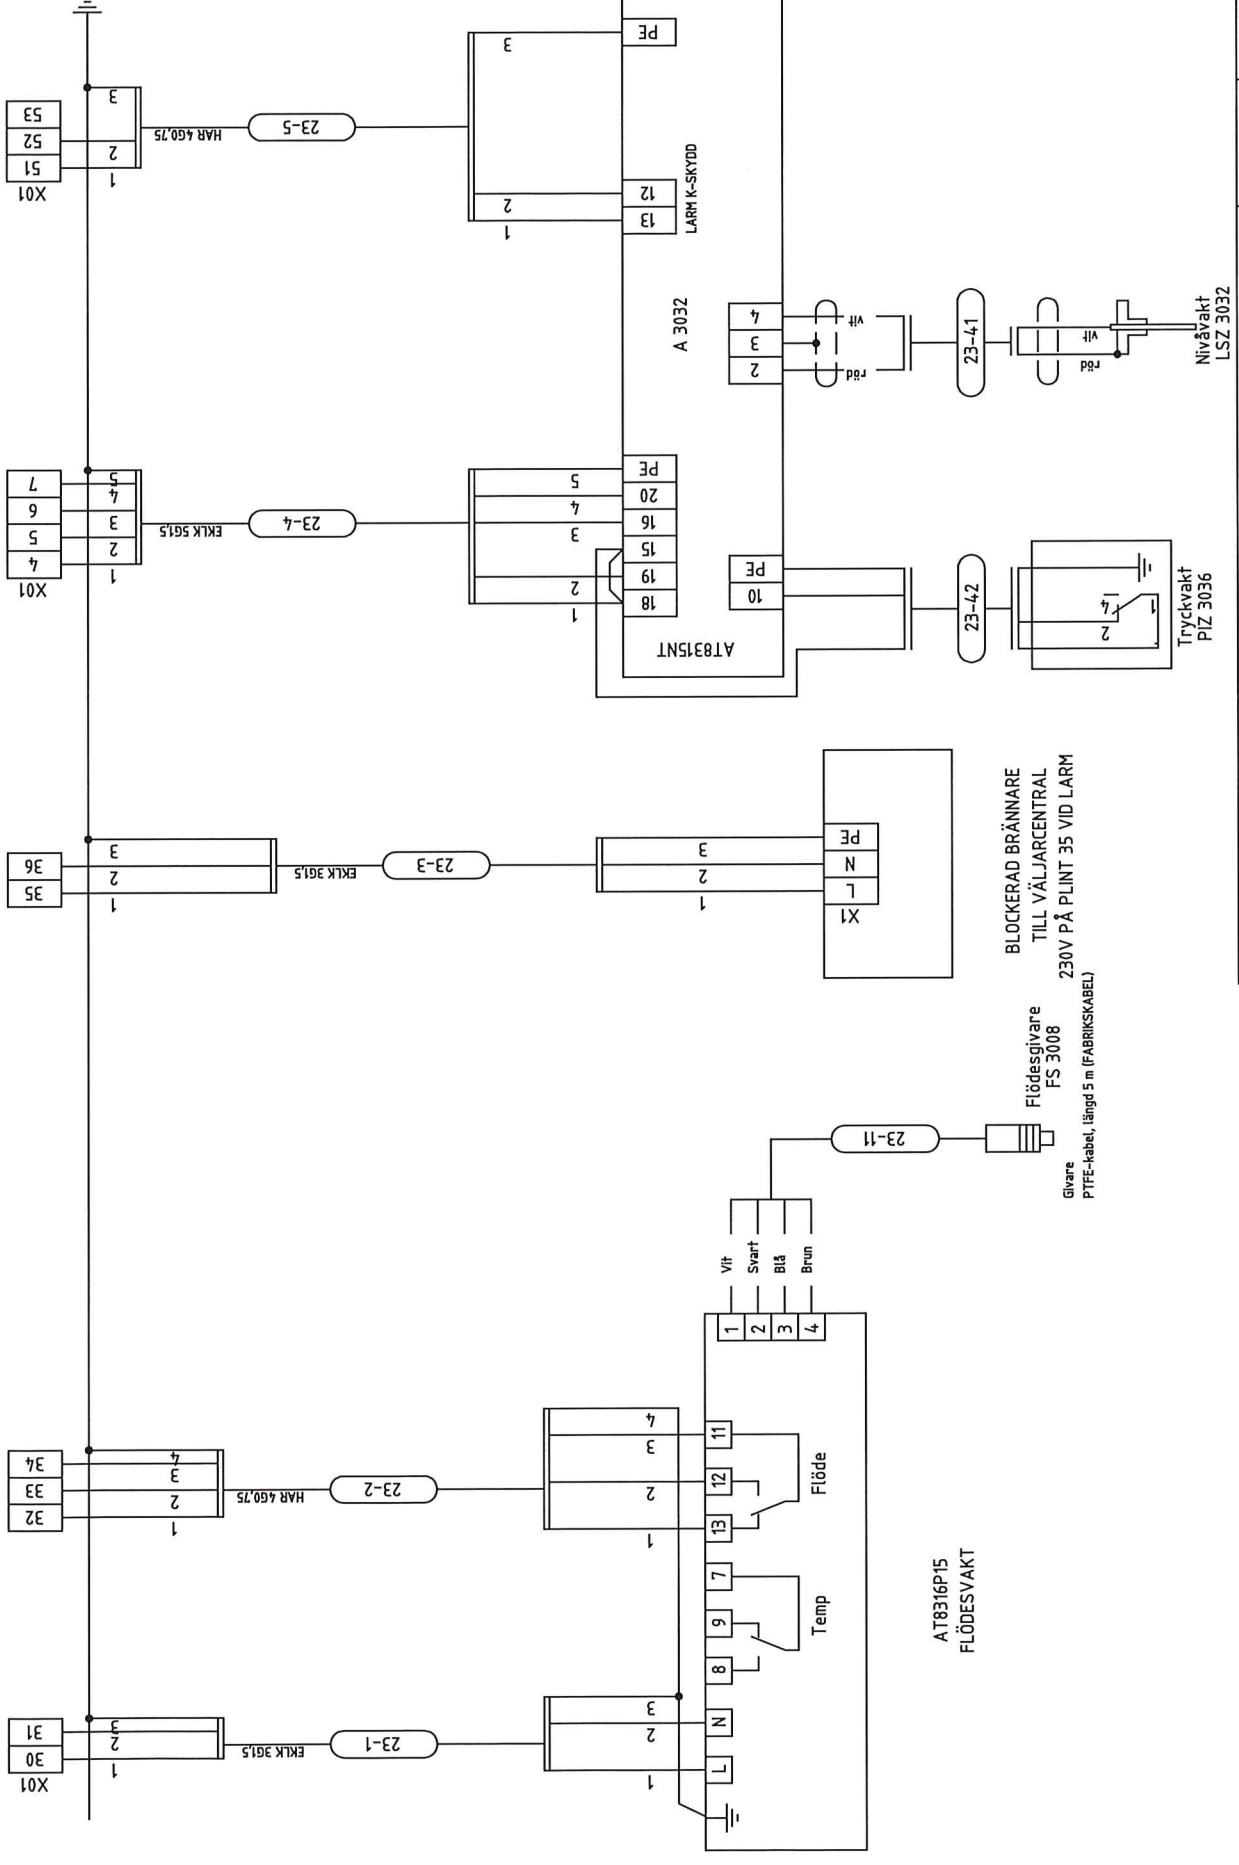 X01
51
52
53
1
2
3
HAR 4G0,75
23-5
1
2
3
13
12
PE
LARM K-SKYDD
A 3032
X01
4
5
6
7
1
2
3
4
5
EKLK 5G1,5
23-4
1
2
3
4
5
18
19
15
16
20
PE
AT8315NT
2
3
4
röd
vit
23-41
röd
vit
Nivåvakt
LSZ 3032
10
PE
23-42
2
4
1
Tryckvakt
PIZ 3036
35
36
1
2
3
EKLK 3G1,5
23-3
1
2
3
X1
L
N
PE
BLOCKERAD BRÄNNARE
TILL VÄLJARCENTRAL
230V PÅ PLINT 35 VID LARM
32
33
34
1
2
3
4
HAR 4G0,75
23-2
1
2
3
4
13
12
11
Flöde
1
2
3
4
Vit
Svart
Blå
Brun
23-11
Flödesgivare
FS 3008
Givare
PTFE-kabel, längd 5 m (FABRIKSKABEL)
X01
30
31
1
2
3
EKLK 3G1,5
23-1
1
2
3
L
N
8
9
7
Temp
AT8316P15
FLÖDESVAKT